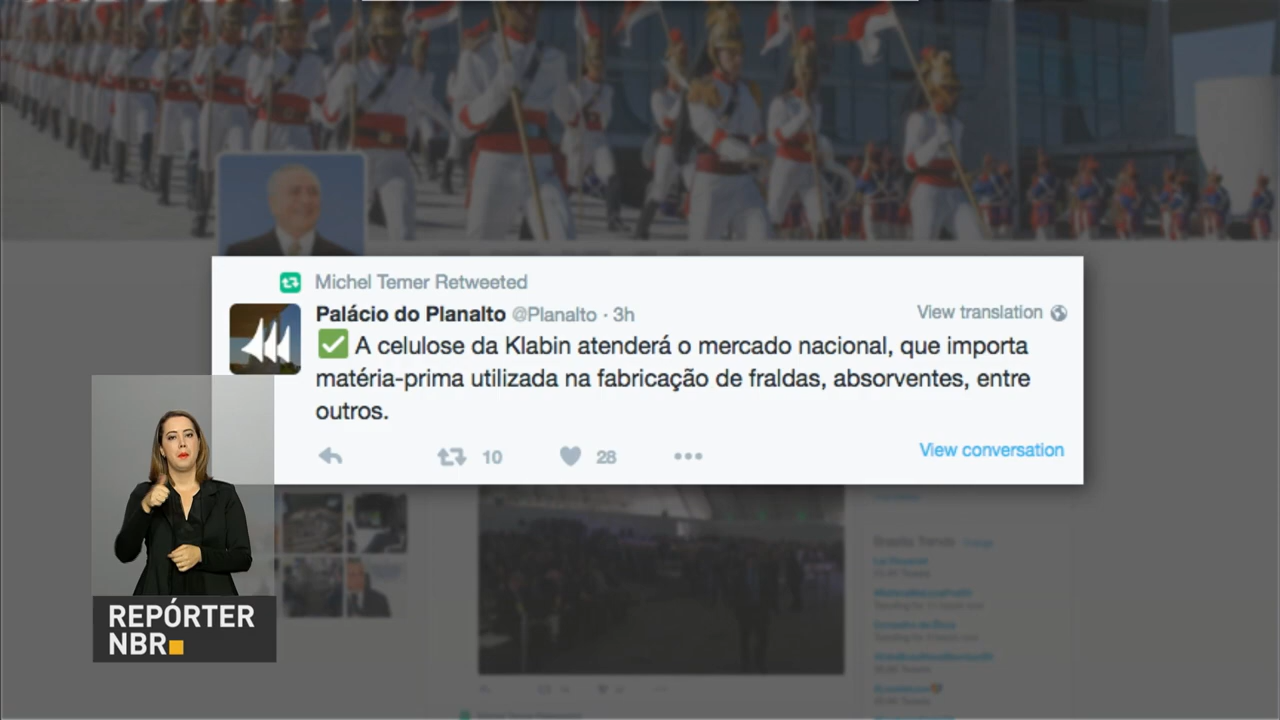 Michel Temer Retweeted
Palácio do Planalto @Planalto · 3h
View translation
✅ A celulose da Klabin atenderá o mercado nacional, que importa
matéria-prima utilizada na fabricação de fraldas, absorventes, entre
outros.
10
28
View conversation
REPÓRTER
NBR